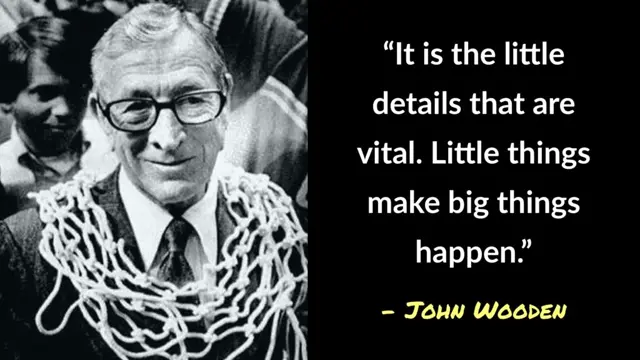 “It is the little
details that are
vital. Little things
make big things
happen.”
– John Wooden